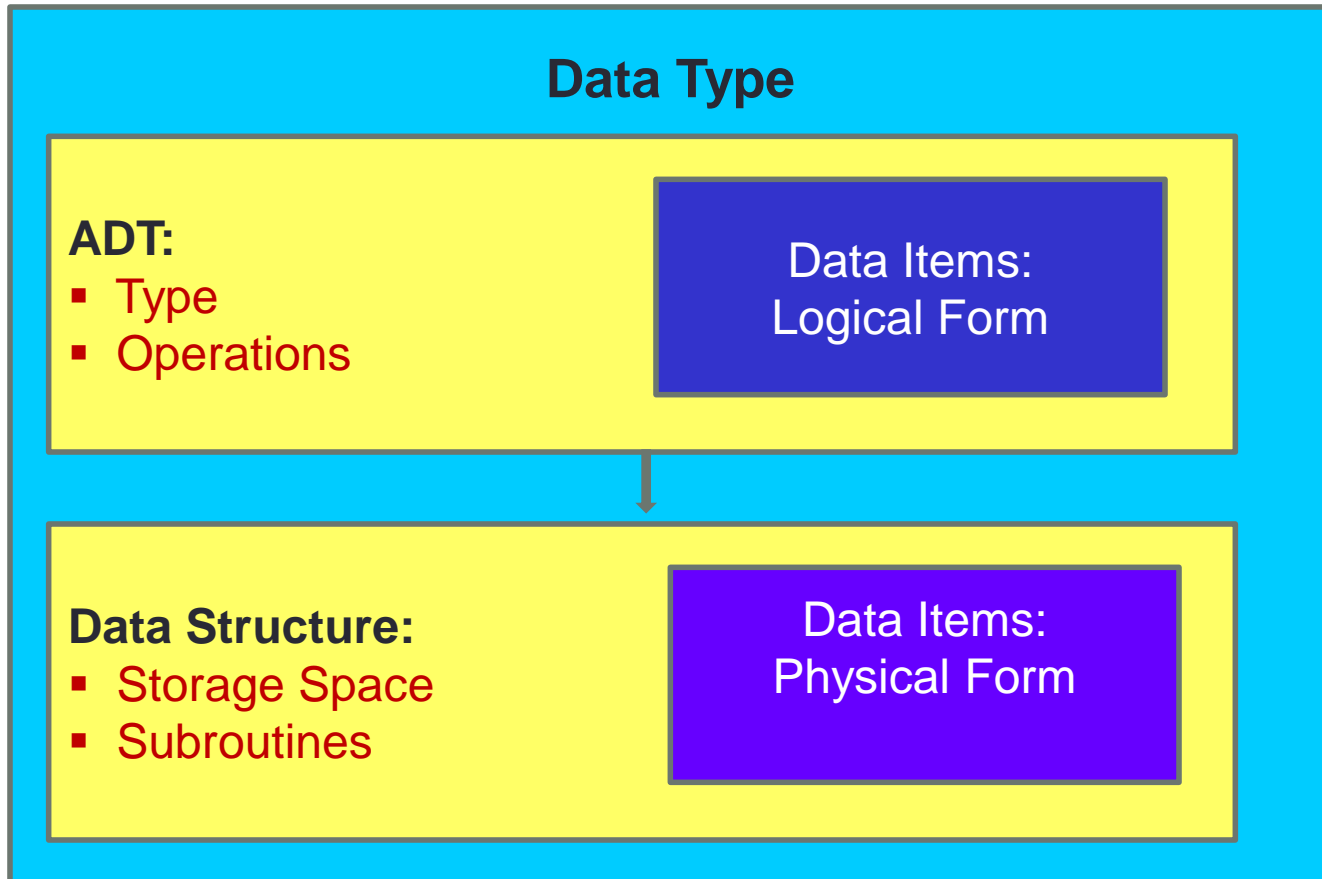 Data Type
ADT:
▪ Type
▪ Operations
Data Items:
Logical Form
Data Structure:
▪ Storage Space
▪ Subroutines
Data Items:
Physical Form